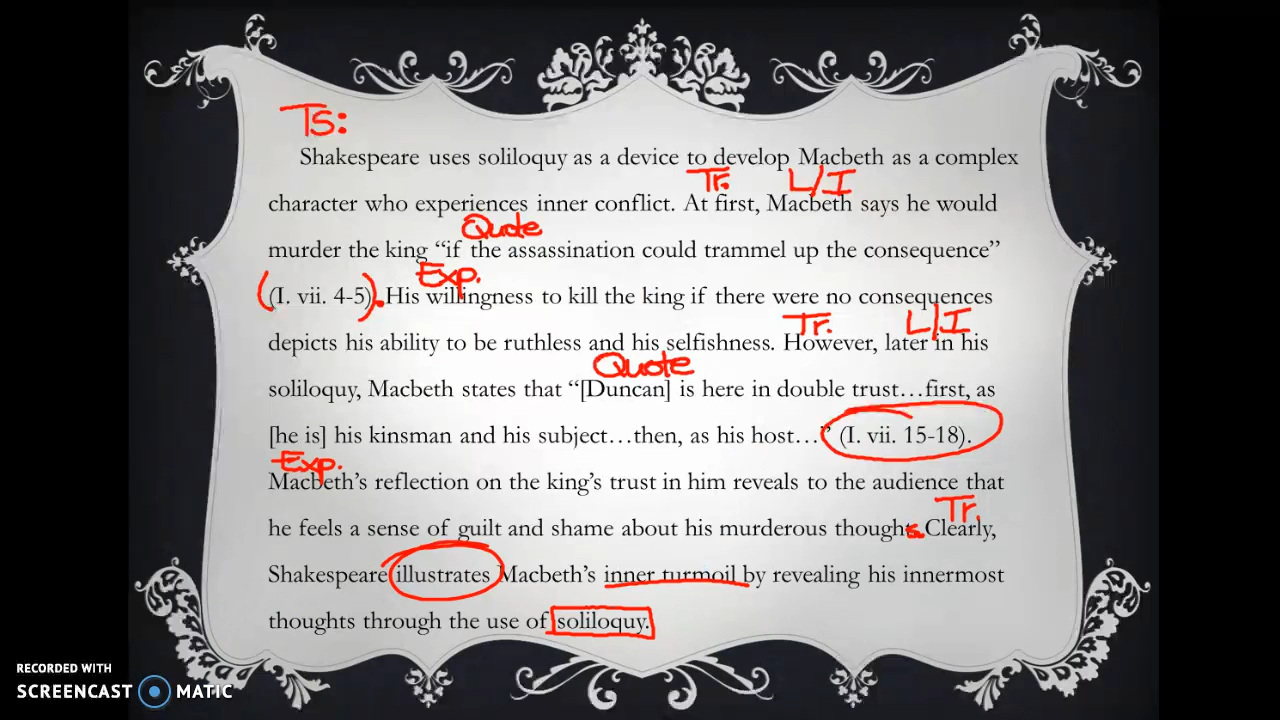 TS:
Shakespeare uses soliloquy as a device to develop Macbeth as a complex
Tr. L/I
character who experiences inner conflict. At first, Macbeth says he would
Quote
murder the king “if the assassination could trammel up the consequence”
Exp.
(I. vii. 4-5). His willingness to kill the king if there were no consequences
Tr. L/I
depicts his ability to be ruthless and his selfishness. However, later in his
Quote
soliloquy, Macbeth states that “[Duncan] is here in double trust…first, as
[he is] his kinsman and his subject…then, as his host…” (I. vii. 15-18).
Exp.
Macbeth’s reflection on the king’s trust in him reveals to the audience that
Tr.
he feels a sense of guilt and shame about his murderous thoughts. Clearly,
Shakespeare illustrates Macbeth’s inner turmoil by revealing his innermost
thoughts through the use of soliloquy.
RECORDED WITH
SCREENCAST MATIC